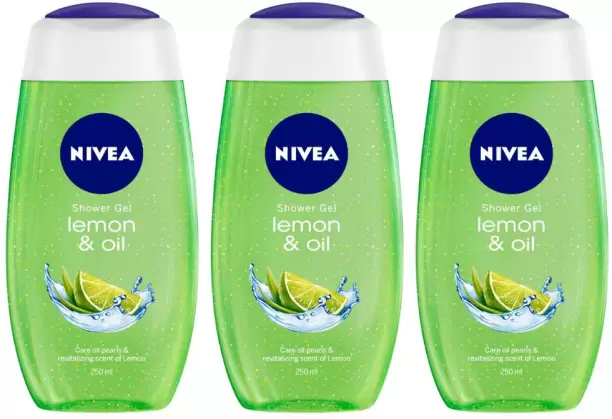 NIVEA
Shower Gel
lemon
& oil
Care oil pearls &
revitalizing scent of Lemon
250 ml
NIVEA
Shower Gel
lemon
& oil
Care oil pearls &
revitalizing scent of Lemon
250 ml
NIVEA
Shower Gel
lemon
& oil
Care oil pearls &
revitalizing scent of Lemon
250 ml